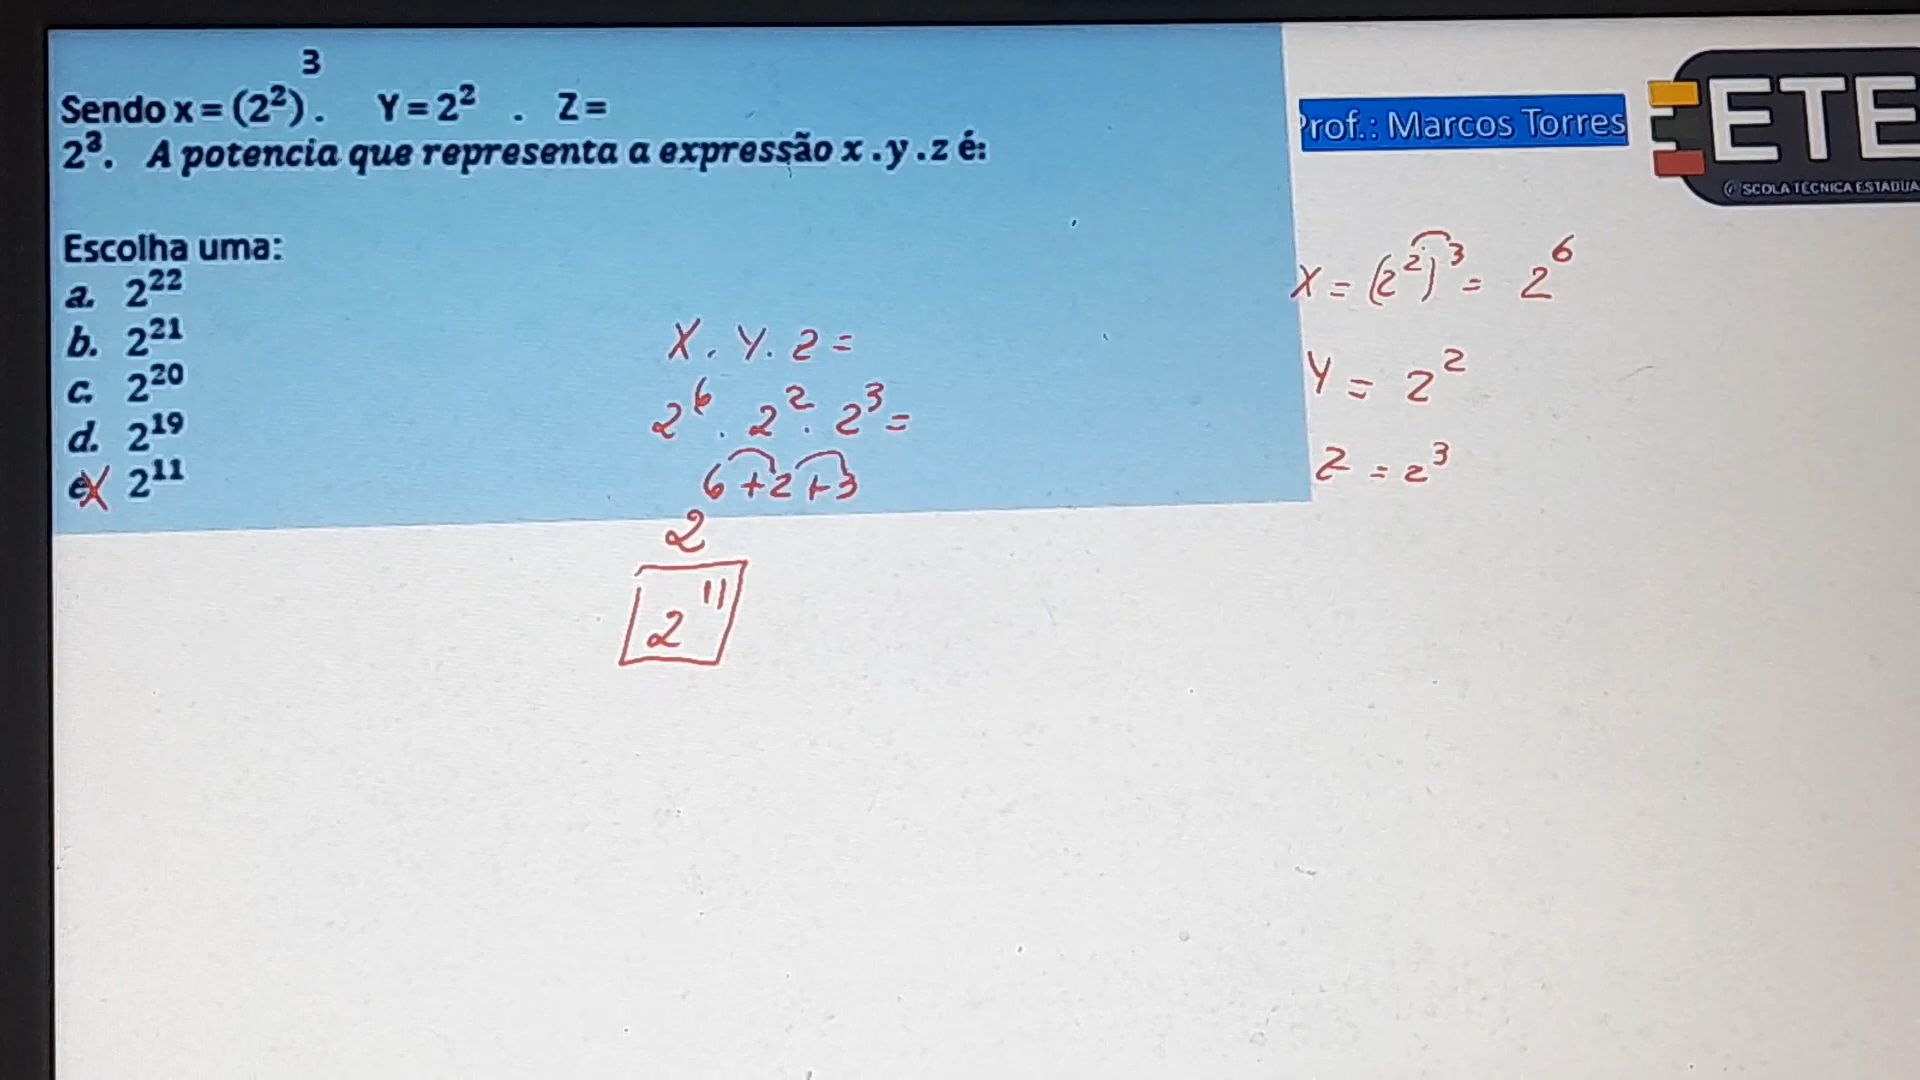 3
Sendo x = (2²) .   Y = 2²  .  Z =
2³.  A potencia que representa a expressão x . y . z é:
Escolha uma:
a. 2²²
b. 2²¹
c. 2²⁰
d. 2¹⁹
e X 2¹¹
Prof.: Marcos Torres
ETE
SCOLA TÉCNICA ESTADUA
X . Y . Z =
2⁶ . 2² . 2³ =
6 + 2 + 3
2
2¹¹
X = (2²)³ = 2⁶
Y = 2²
Z = 2³